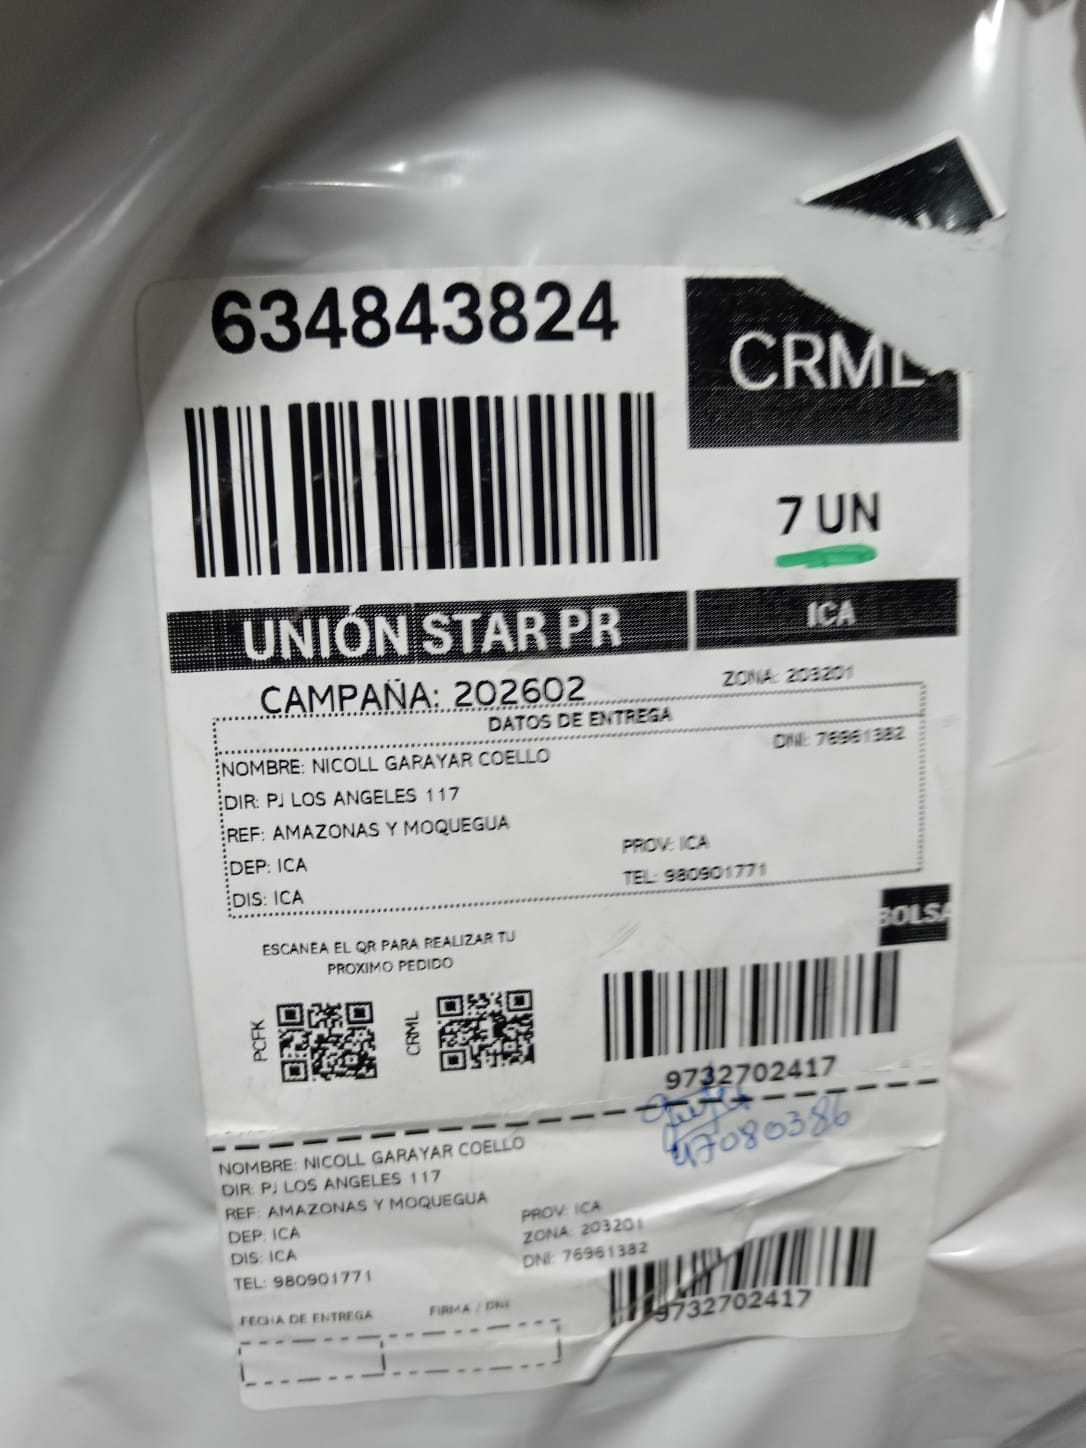 634843824
CRML
7 UN
UNIÓN STAR PR
ICA
CAMPAÑA: 202602
ZONA: 203201
DATOS DE ENTREGA
NOMBRE: NICOLL GARAYAR COELLO
DNI: 76961382
DIR: PJ LOS ANGELES 117
REF: AMAZONAS Y MOQUEGUA
DEP: ICA
PROV: ICA
DIS: ICA
TEL: 980901771
BOLSA
ESCANEA EL QR PARA REALIZAR TU
PROXIMO PEDIDO
PCFK
CRML
9732702417
47080386
NOMBRE: NICOLL GARAYAR COELLO
DIR: PJ LOS ANGELES 117
REF: AMAZONAS Y MOQUEGUA
DEP: ICA
PROV: ICA
DIS: ICA
ZONA: 203201
TEL: 980901771
DNI: 76961382
FECHA DE ENTREGA
FIRMA / DNI
9732702417